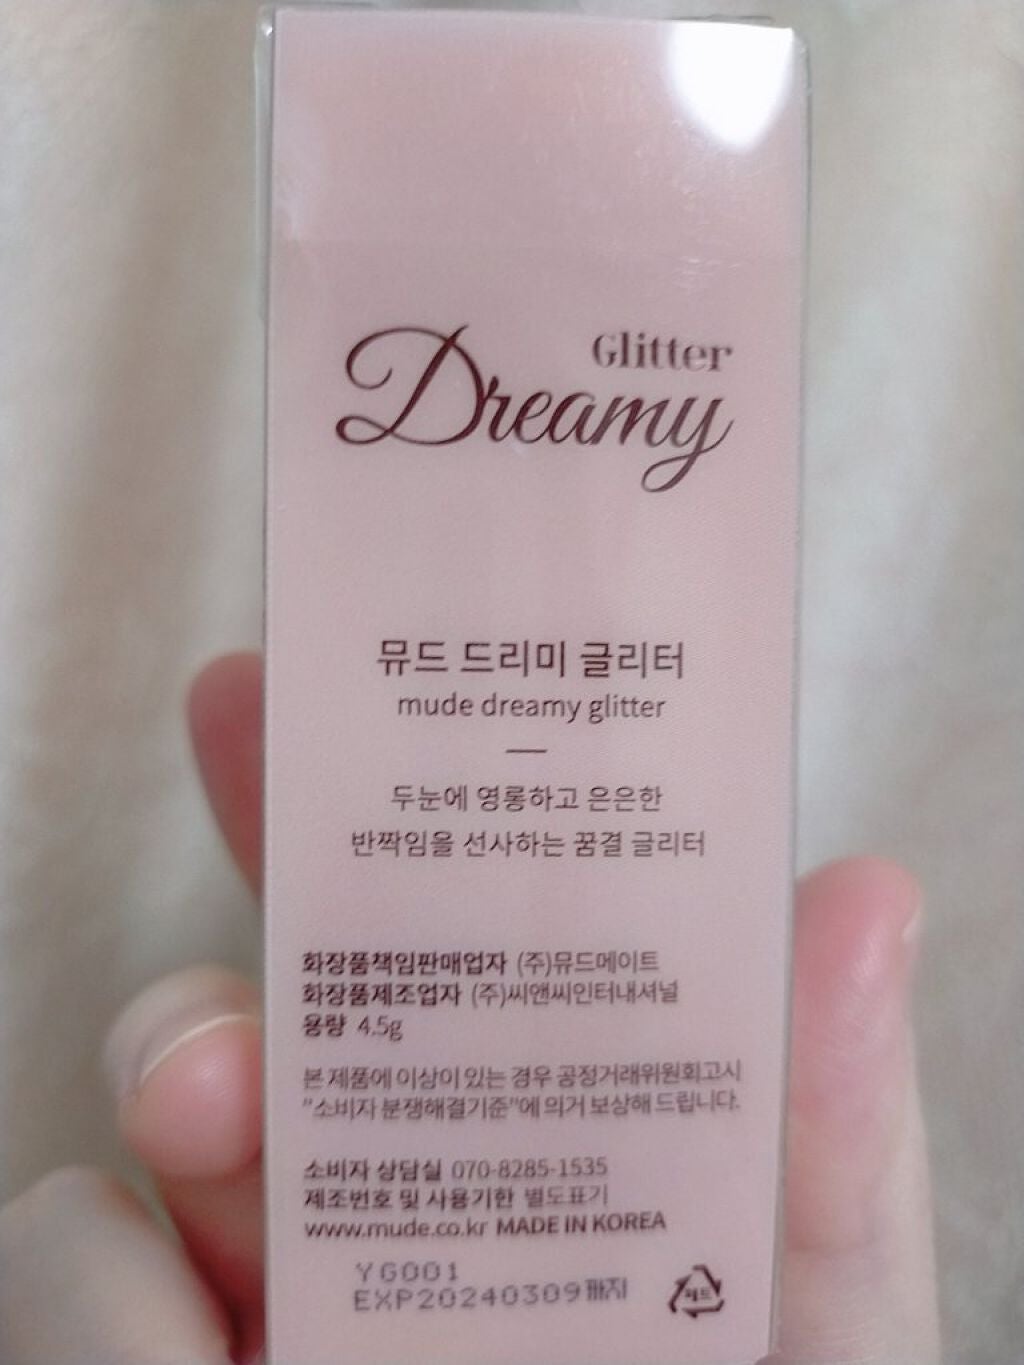 Glitter
Dreamy
뮤드 드리미 글리터
mude dreamy glitter
두눈에 영롱하고 은은한
반짝임을 선사하는 꿈결 글리터
화장품책임판매업자 (주)뮤드메이트
화장품제조업자 (주)씨앤씨인터내셔널
용량 4.5g
본 제품에 이상이 있는 경우 공정거래위원회고시
"소비자 분쟁해결기준"에 의거 보상해 드립니다.
소비자 상담실 070-8285-1535
제조번호 및 사용기한 별도표기
www.mude.co.kr MADE IN KOREA
YG001
EXP20240309까지
페트